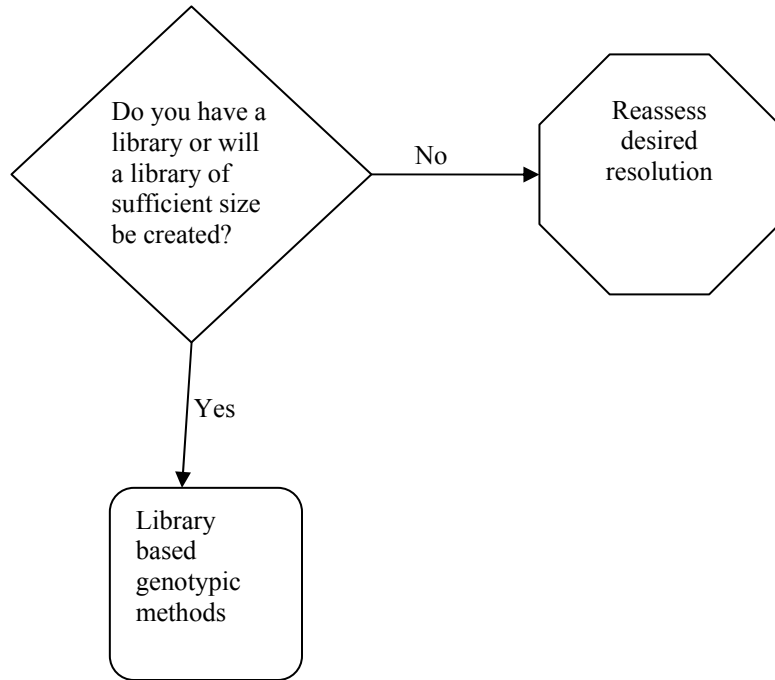 Do you have a
library or will
a library of
sufficient size
be created?
No
Reassess
desired
resolution
Yes
Library
based
genotypic
methods